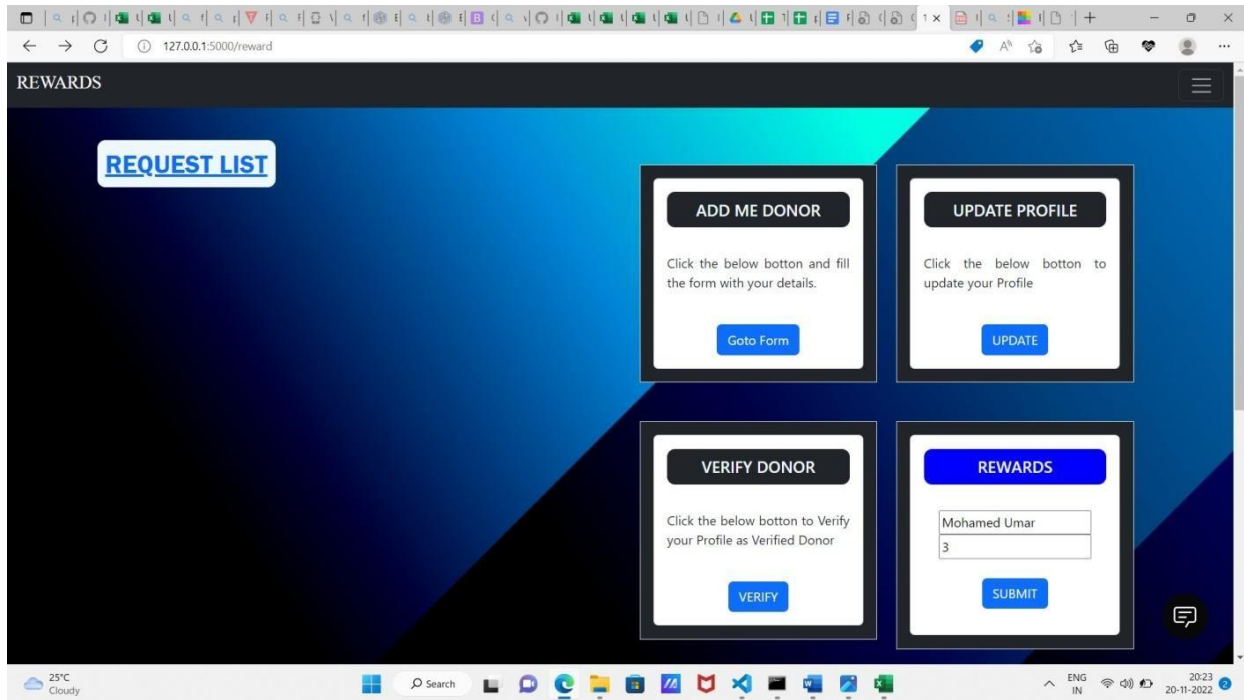 127.0.0.1:5000/reward
REWARDS
REQUEST LIST
ADD ME DONOR
Click the below botton and fill
the form with your details.
Goto Form
UPDATE PROFILE
Click the below botton to
update your Profile
UPDATE
VERIFY DONOR
Click the below botton to Verify
your Profile as Verified Donor
VERIFY
REWARDS
Mohamed Umar
3
SUBMIT
25°C
Cloudy
Search
ENG
IN
20:23
20-11-2022
2